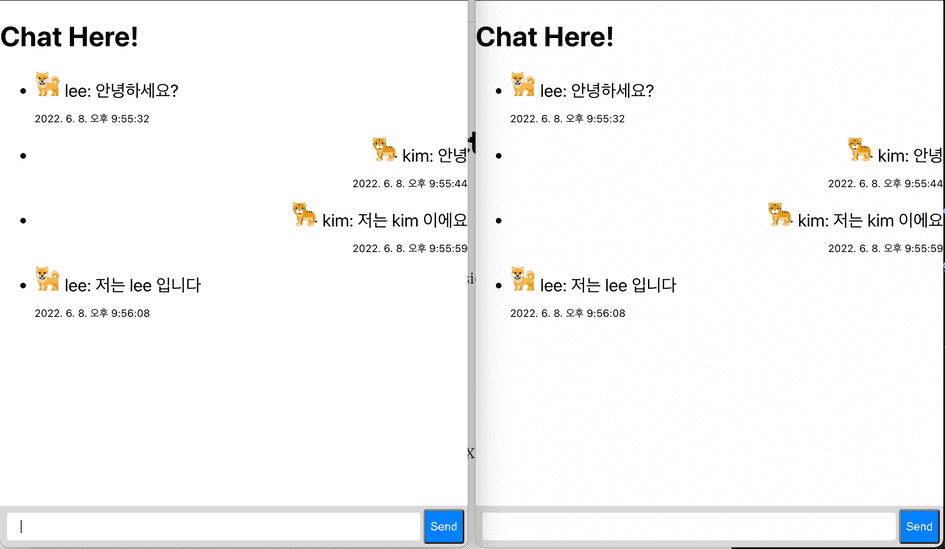 Chat Here!
lee: 안녕하세요?
2022. 6. 8. 오후 9:55:32
kim: 안녕
2022. 6. 8. 오후 9:55:44
kim: 저는 kim 이에요
2022. 6. 8. 오후 9:55:59
lee: 저는 lee 입니다
2022. 6. 8. 오후 9:56:08
Send
Chat Here!
lee: 안녕하세요?
2022. 6. 8. 오후 9:55:32
kim: 안녕
2022. 6. 8. 오후 9:55:44
kim: 저는 kim 이에요
2022. 6. 8. 오후 9:55:59
lee: 저는 lee 입니다
2022. 6. 8. 오후 9:56:08
Send